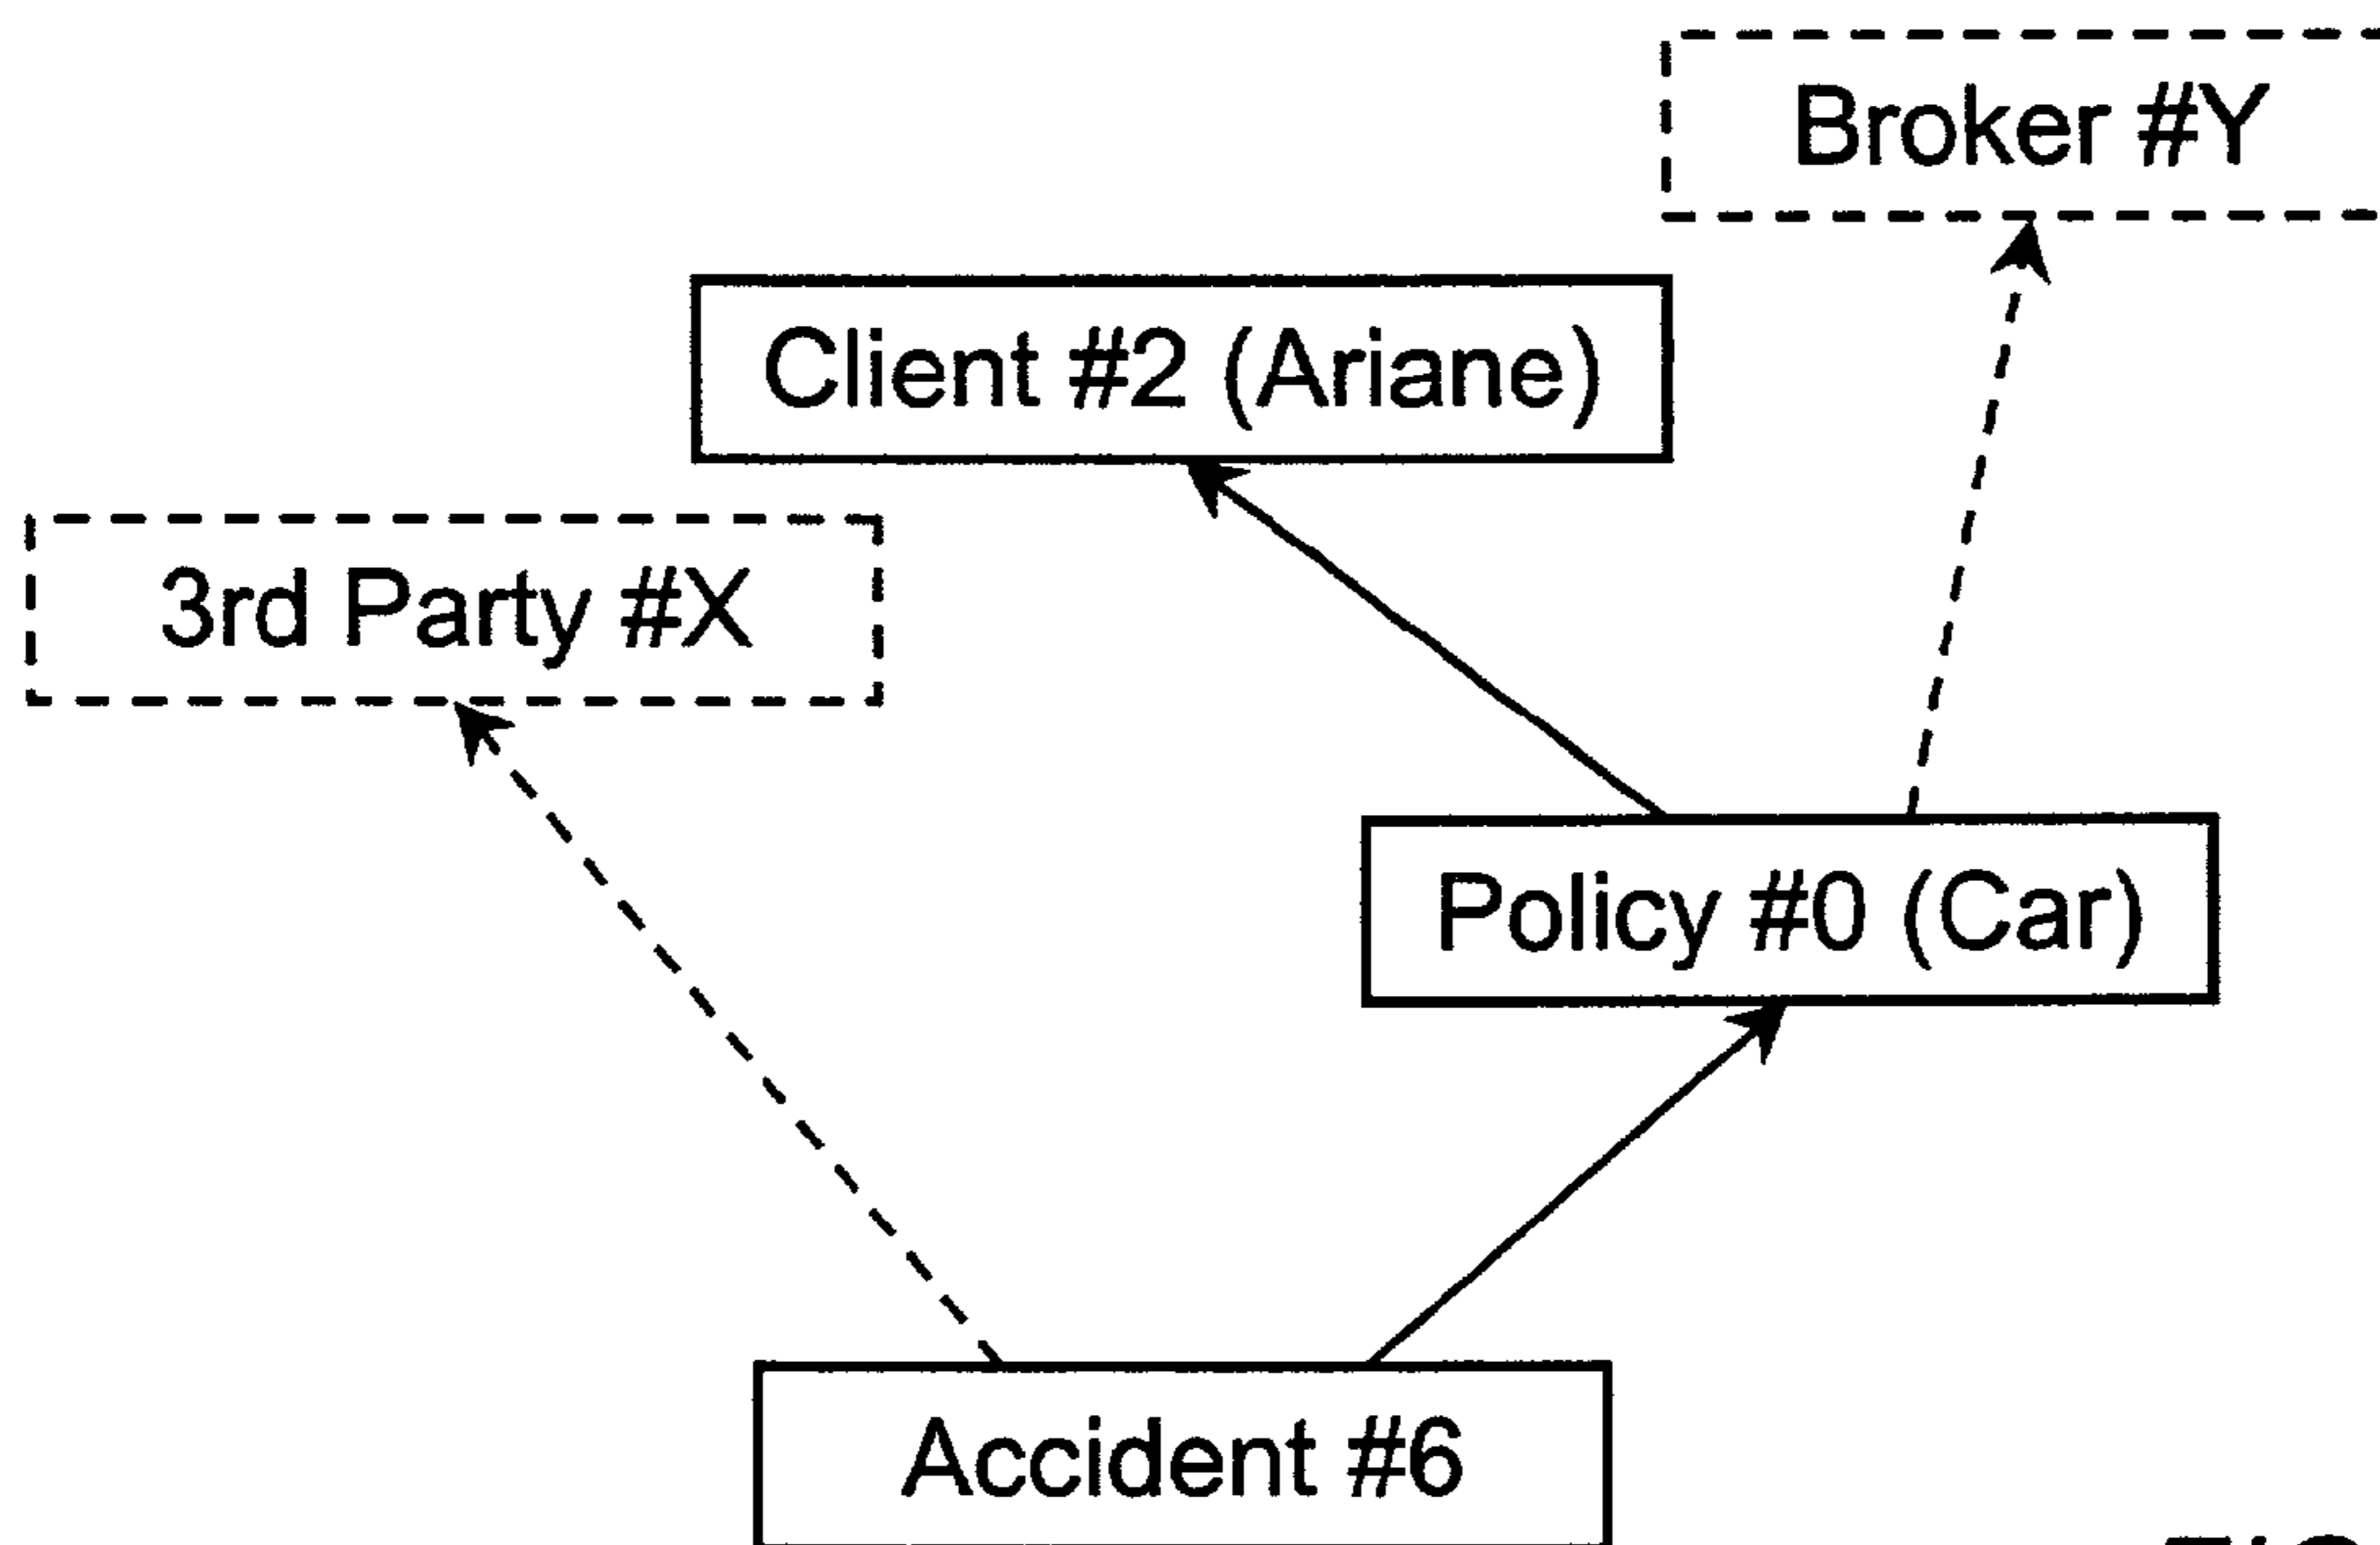 Broker #Y
Client #2 (Ariane)
3rd Party #X
Policy #0 (Car)
Accident #6